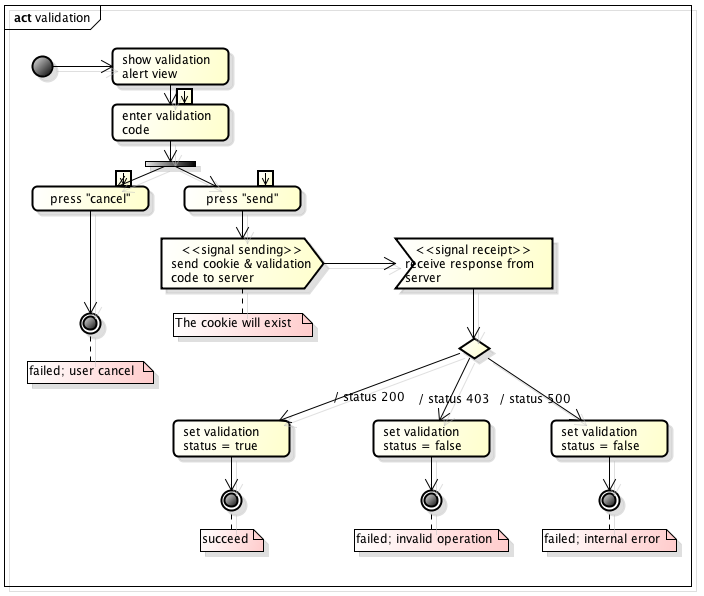 act validation
show validation
alert view
enter validation
code
press "cancel"
press "send"
<<signal sending>>
send cookie & validation
code to server
<<signal receipt>>
receive response from
server
The cookie will exist
failed; user cancel
/ status 200
/ status 403
/ status 500
set validation
status = true
set validation
status = false
set validation
status = false
succeed
failed; invalid operation
failed; internal error